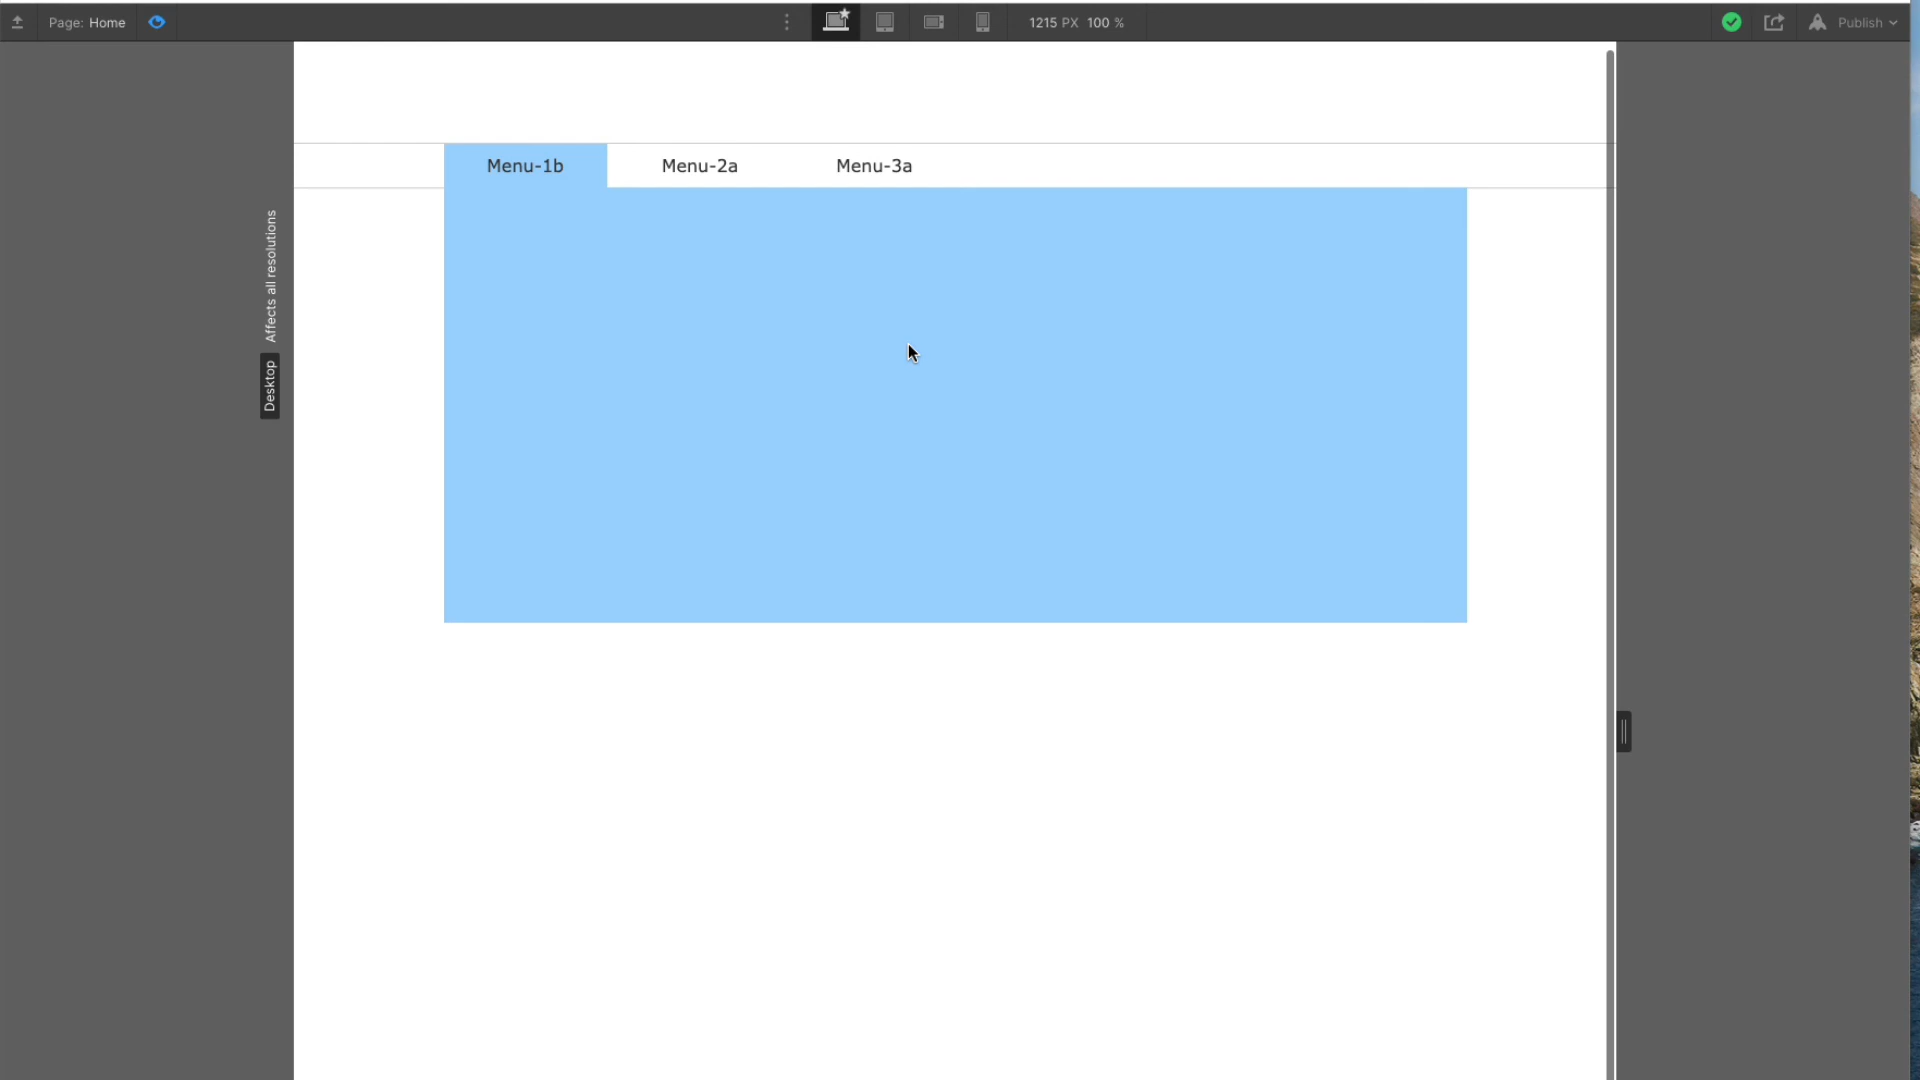 Page: Home
1215 PX 100 %
Publish
Menu-1b Menu-2a Menu-3a
Affects all resolutions
Desktop